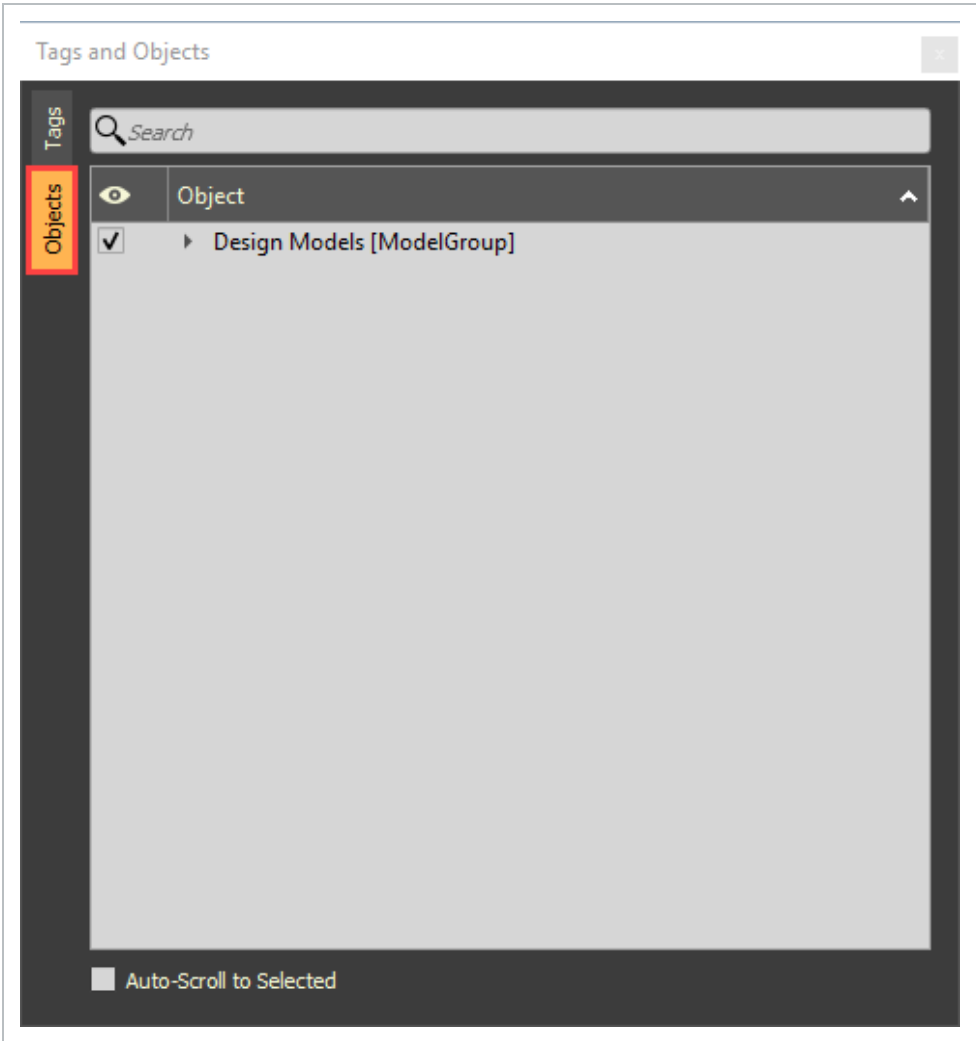 Tags and Objects
x
Tags
Search
Objects
Object
Design Models [ModelGroup]
Auto-Scroll to Selected